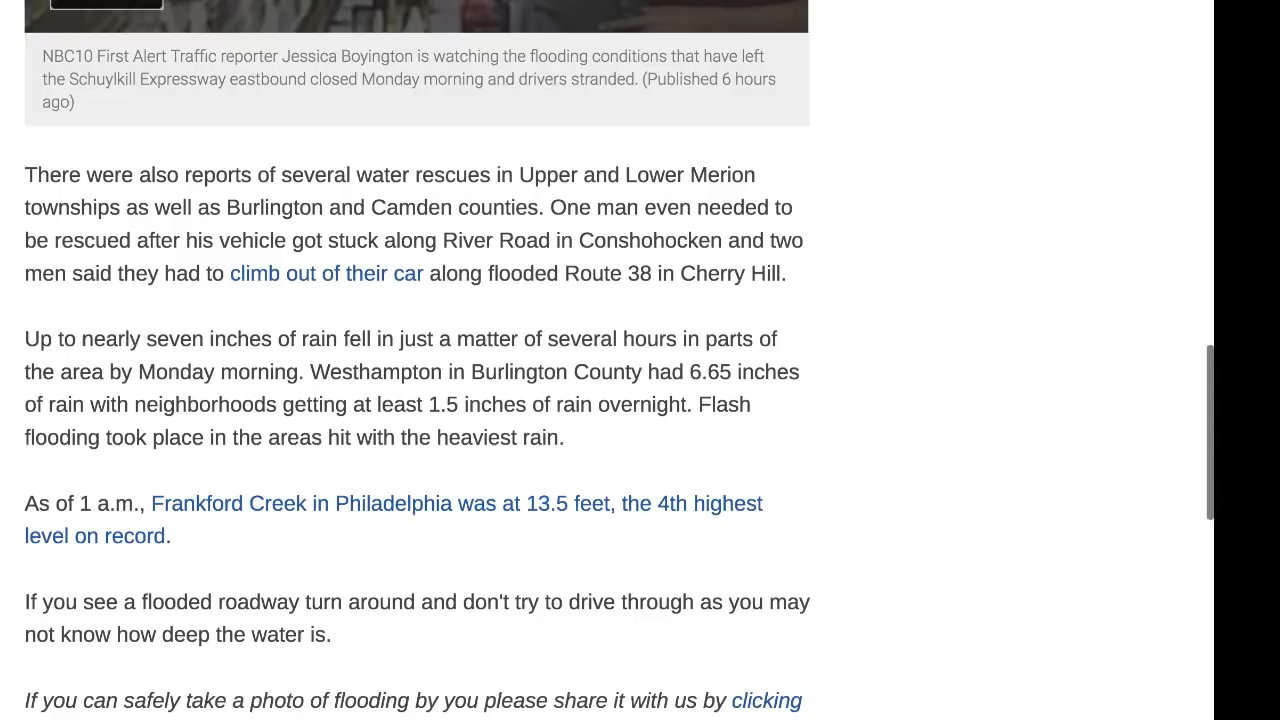 NBC10 First Alert Traffic reporter Jessica Boyington is watching the flooding conditions that have left
the Schuylkill Expressway eastbound closed Monday morning and drivers stranded. (Published 6 hours
ago)
There were also reports of several water rescues in Upper and Lower Merion
townships as well as Burlington and Camden counties. One man even needed to
be rescued after his vehicle got stuck along River Road in Conshohocken and two
men said they had to climb out of their car along flooded Route 38 in Cherry Hill.
Up to nearly seven inches of rain fell in just a matter of several hours in parts of
the area by Monday morning. Westhampton in Burlington County had 6.65 inches
of rain with neighborhoods getting at least 1.5 inches of rain overnight. Flash
flooding took place in the areas hit with the heaviest rain.
As of 1 a.m., Frankford Creek in Philadelphia was at 13.5 feet, the 4th highest
level on record.
If you see a flooded roadway turn around and don't try to drive through as you may
not know how deep the water is.
If you can safely take a photo of flooding by you please share it with us by clicking